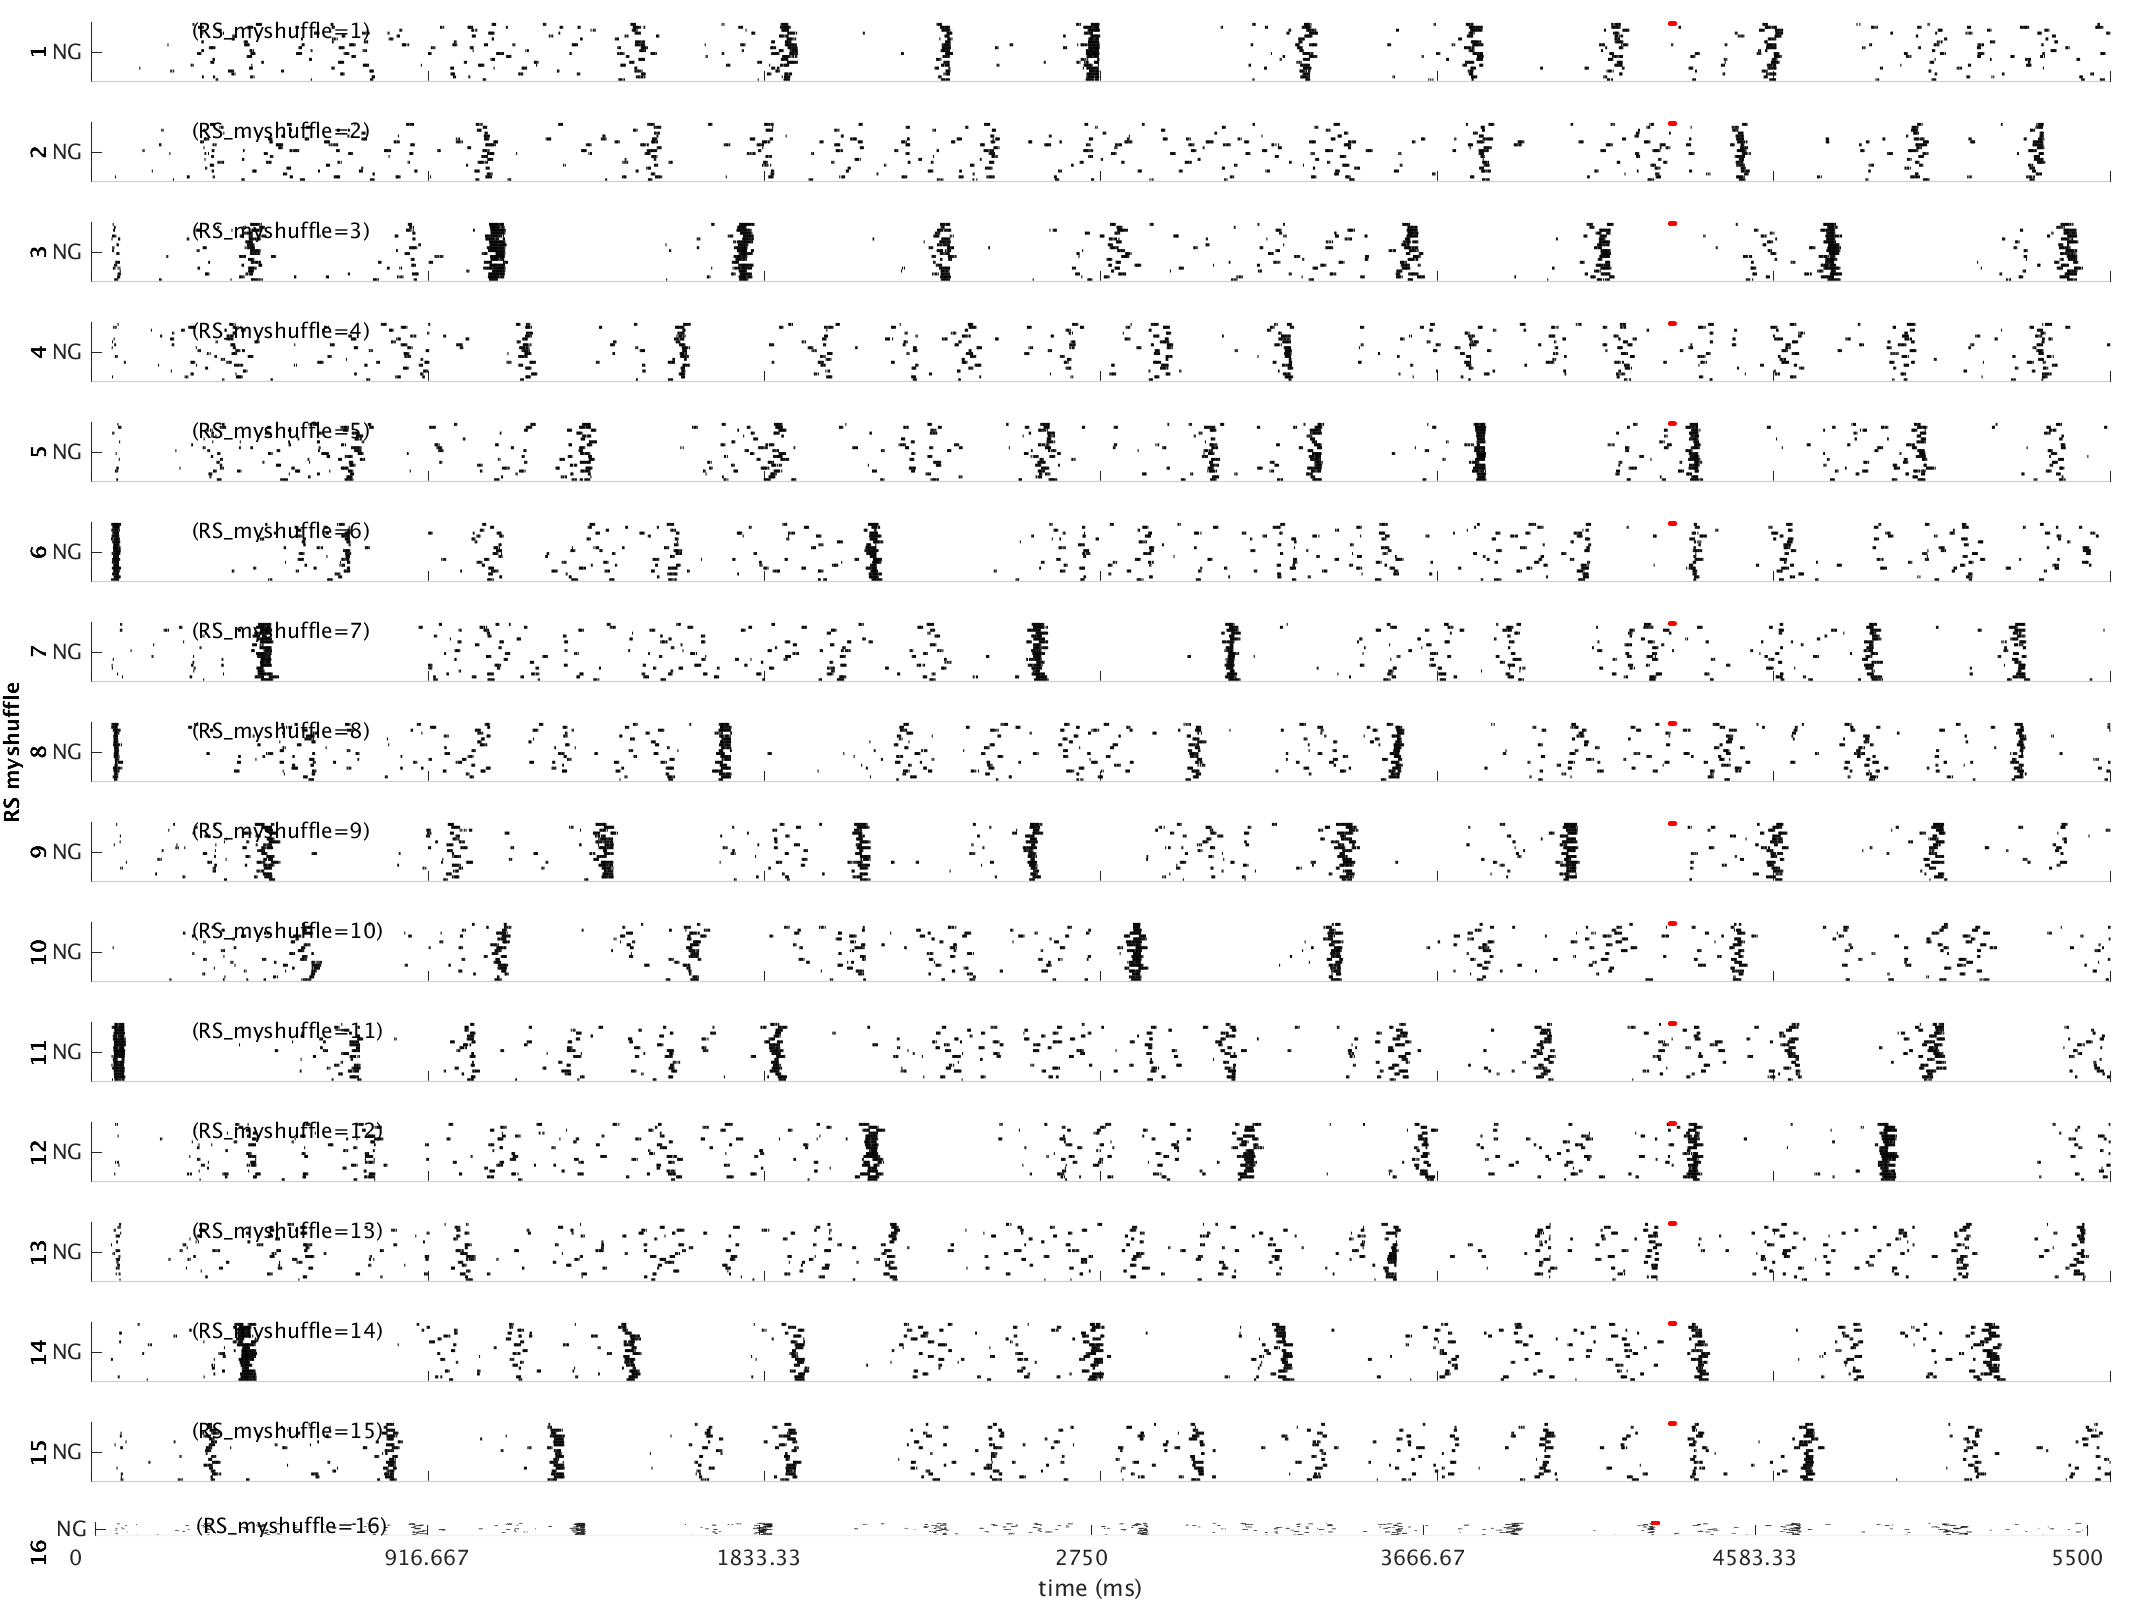 RS myshuffle
1 NG (RS_myshuffle=1)
2 NG (RS_myshuffle=2)
3 NG (RS_myshuffle=3)
4 NG (RS_myshuffle=4)
5 NG (RS_myshuffle=5)
6 NG (RS_myshuffle=6)
7 NG (RS_myshuffle=7)
8 NG (RS_myshuffle=8)
9 NG (RS_myshuffle=9)
10 NG (RS_myshuffle=10)
11 NG (RS_myshuffle=11)
12 NG (RS_myshuffle=12)
13 NG (RS_myshuffle=13)
14 NG (RS_myshuffle=14)
15 NG (RS_myshuffle=15)
16 NG (RS_myshuffle=16)
0 916.667 1833.33 2750 3666.67 4583.33 5500
time (ms)